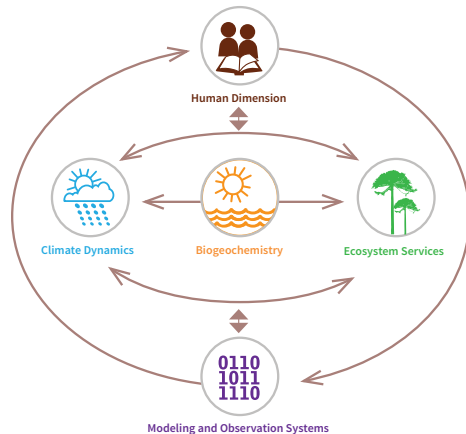 Human Dimension
Climate Dynamics
Biogeochemistry
Ecosystem Services
0110
1011
1110
Modeling and Observation Systems